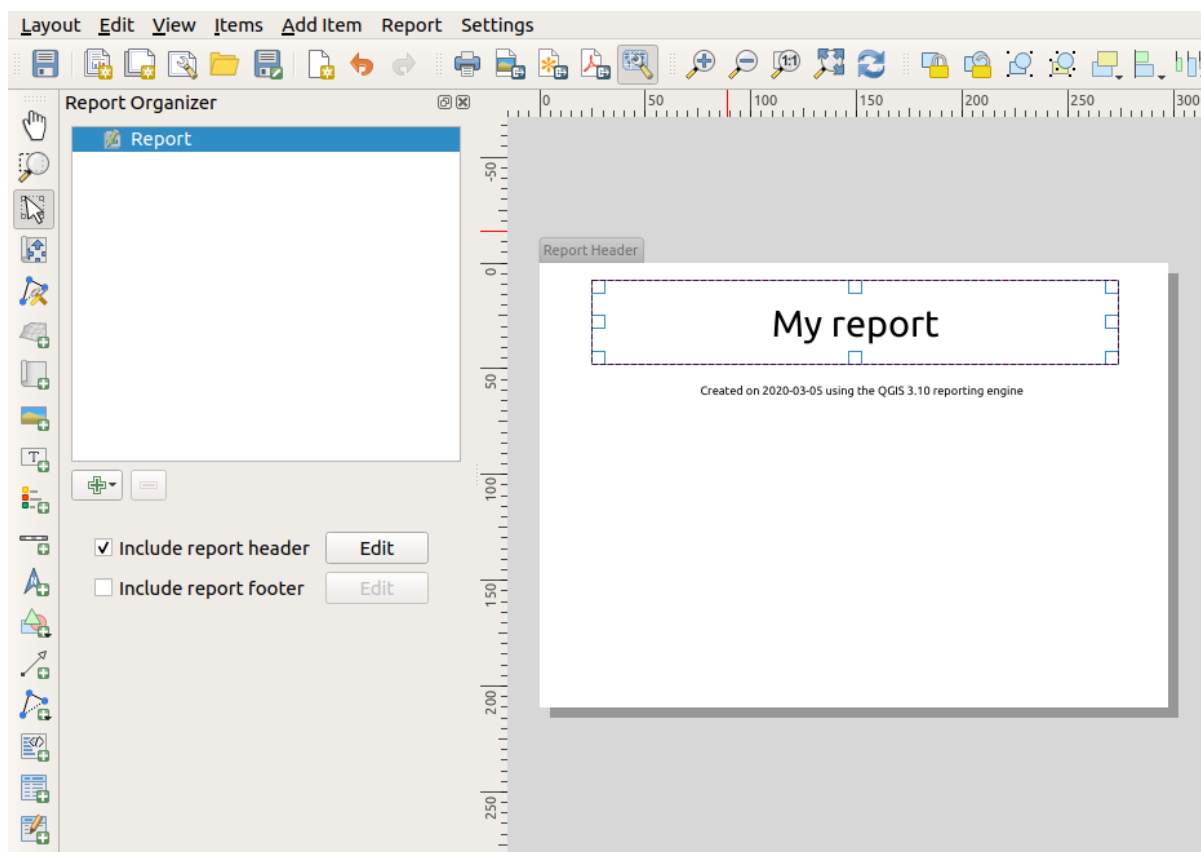 Layout Edit View Items Add Item Report Settings
1:1
Report Organizer
0 50 100 150 200 250 300
Report
-50
0
50
100
150
200
250
Report Header
My report
Created on 2020-03-05 using the QGIS 3.10 reporting engine
Include report header Edit
Include report footer Edit
T